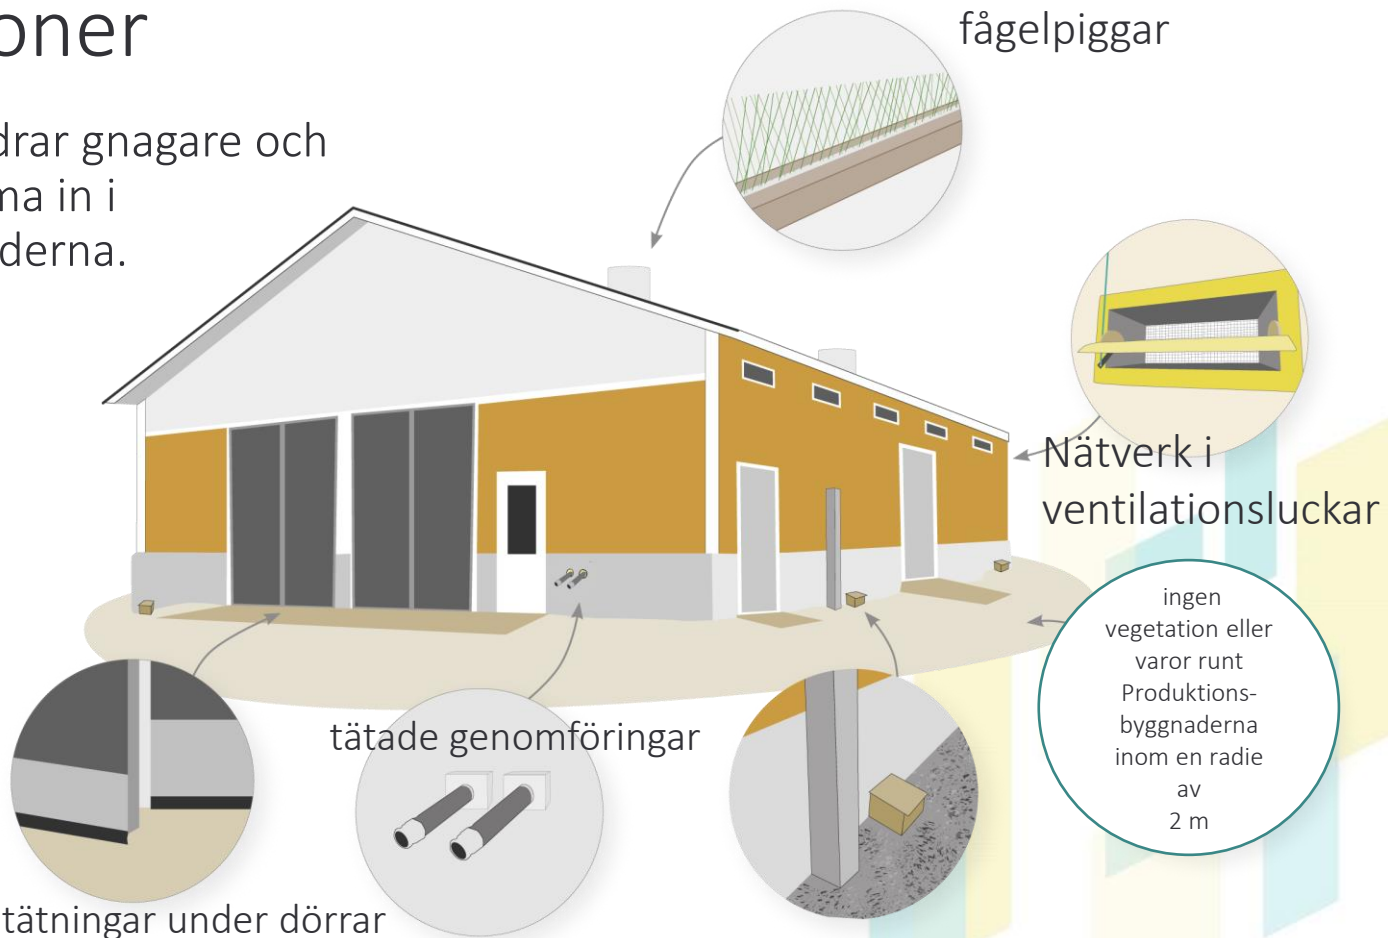 oner
fågelpiggar
drar gnagare och
ma in i
derna.
Nätverk i
ventilationsluckar
ingen
vegetation eller
varor runt
Produktions-
byggnaderna
inom en radie
av
2 m
tätade genomföringar
tätningar under dörrar